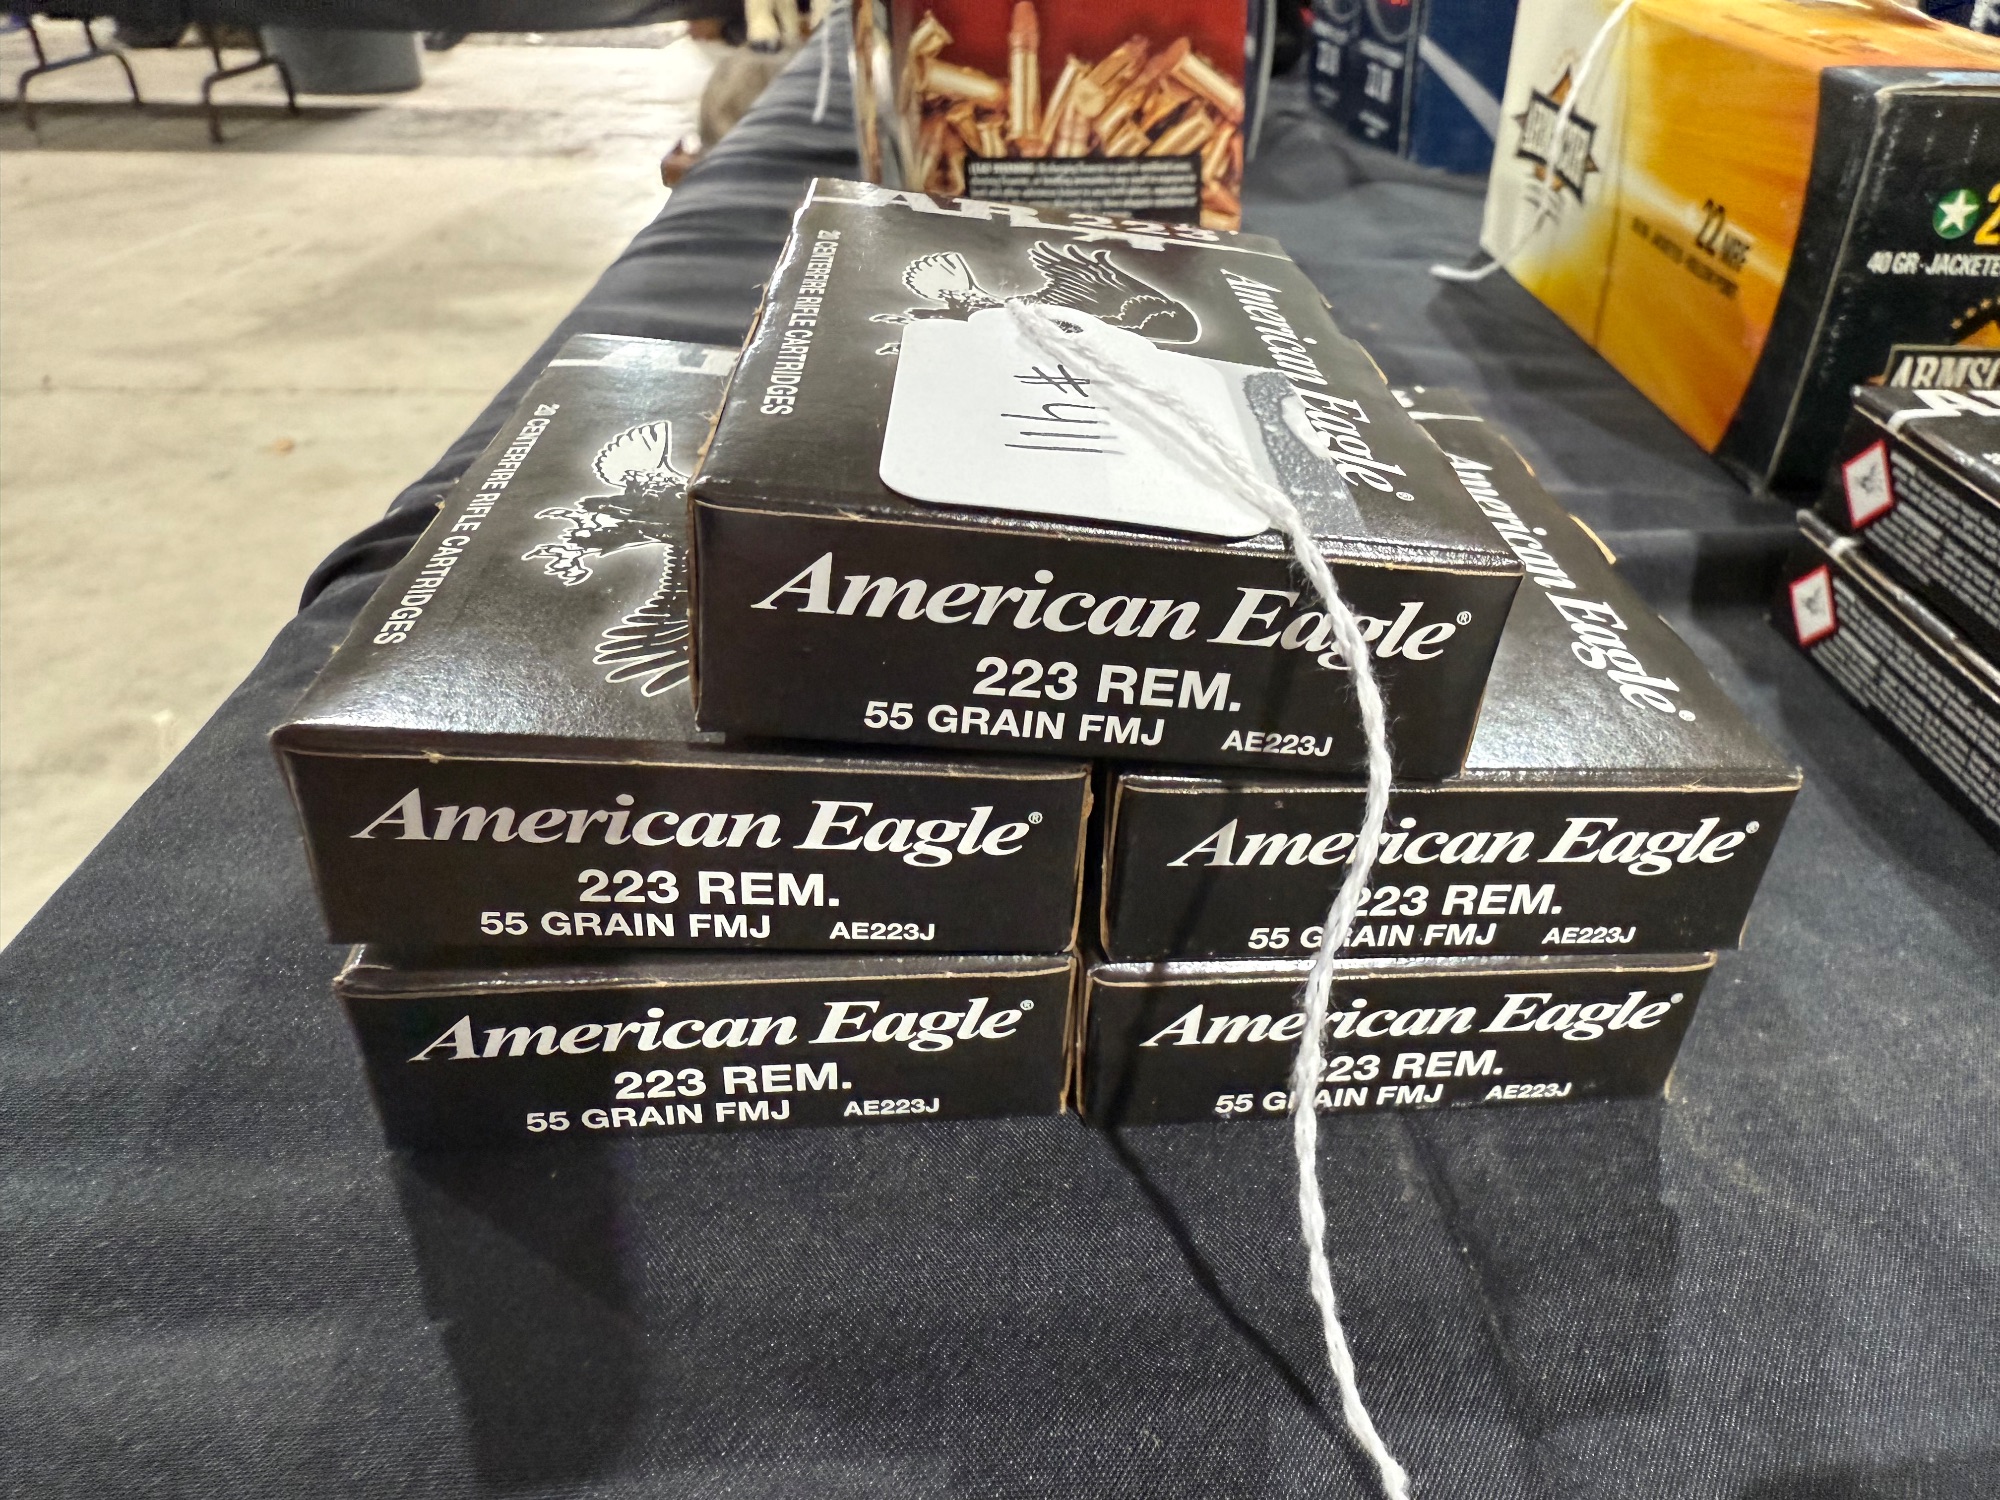 AR 223
20 CENTERFIRE RIFLE CARTRIDGES
American Eagle®
#411
American Eagle®
223 REM.
55 GRAIN FMJ AE223J
20 CENTERFIRE RIFLE CARTRIDGES
American Eagle®
American Eagle®
223 REM.
55 GRAIN FMJ AE223J
American Eagle®
223 REM.
55 GRAIN FMJ AE223J
American Eagle®
223 REM.
55 GRAIN FMJ AE223J
American Eagle®
223 REM.
55 GRAIN FMJ AE223J
22 WRF
2
40 GR-JACKETE
ARMSC